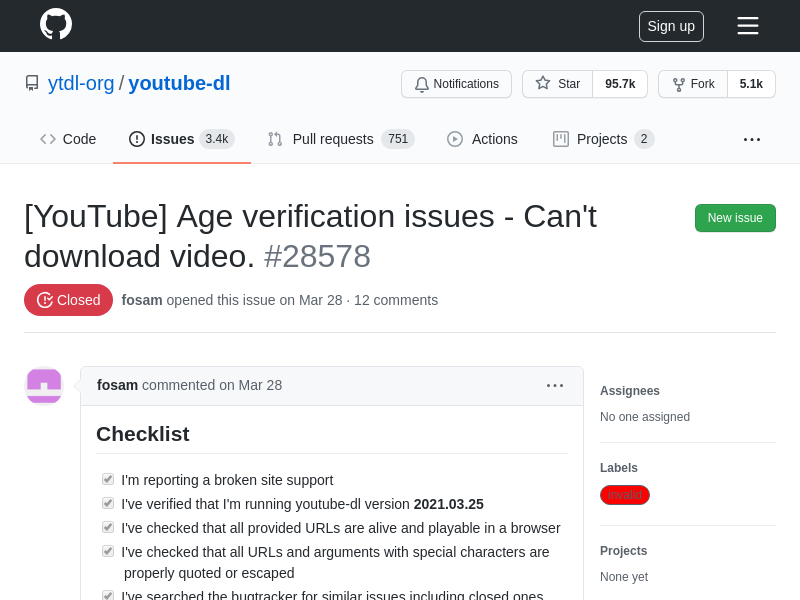 Sign up
ytdl-org / youtube-dl
Notifications
Star 95.7k
Fork 5.1k
Code
Issues 3.4k
Pull requests 751
Actions
Projects 2
[YouTube] Age verification issues - Can't
download video. #28578
New issue
Closed fosam opened this issue on Mar 28 · 12 comments
fosam commented on Mar 28
Checklist
I'm reporting a broken site support
I've verified that I'm running youtube-dl version 2021.03.25
I've checked that all provided URLs are alive and playable in a browser
I've checked that all URLs and arguments with special characters are
properly quoted or escaped
I've searched the bugtracker for similar issues including closed ones
Assignees
No one assigned
Labels
invalid
Projects
None yet